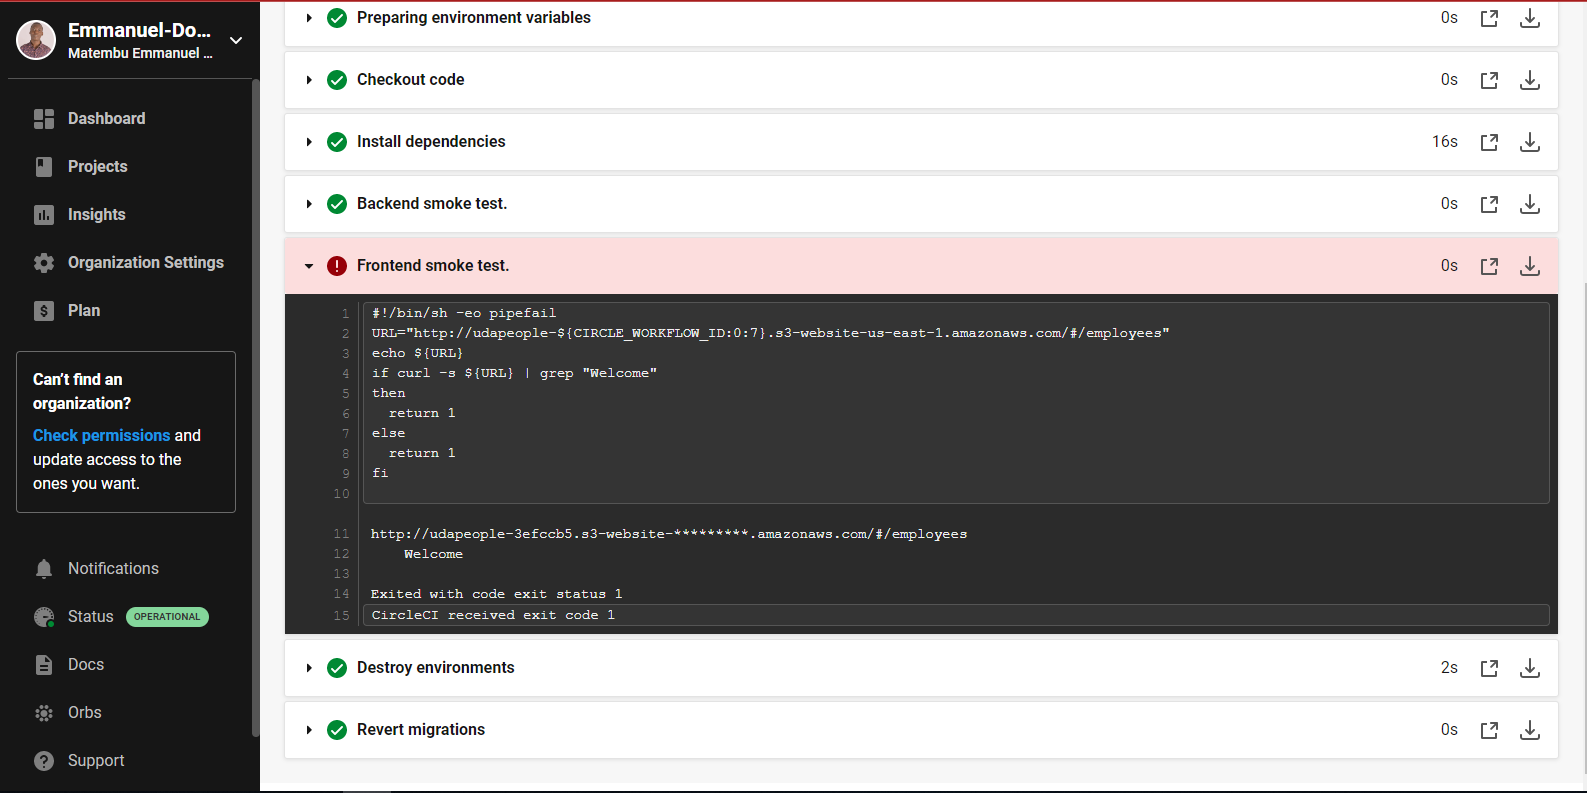 Emmanuel-Do...
Matembu Emmanuel ...
Dashboard
Projects
Insights
Organization Settings
Plan
Can't find an
organization?
Check permissions and
update access to the
ones you want.
Notifications
Status OPERATIONAL
Docs
Orbs
Support
Preparing environment variables 0s
Checkout code 0s
Install dependencies 16s
Backend smoke test. 0s
Frontend smoke test. 0s
1 #!/bin/sh -eo pipefail
2 URL="http://udapeople-${CIRCLE_WORKFLOW_ID:0:7}.s3-website-us-east-1.amazonaws.com/#/employees"
3 echo ${URL}
4 if curl -s ${URL} | grep "Welcome"
5 then
6   return 1
7 else
8   return 1
9 fi
10
11 http://udapeople-3efccb5.s3-website-*********.amazonaws.com/#/employees
12     Welcome
13
14 Exited with code exit status 1
15 CircleCI received exit code 1
Destroy environments 2s
Revert migrations 0s